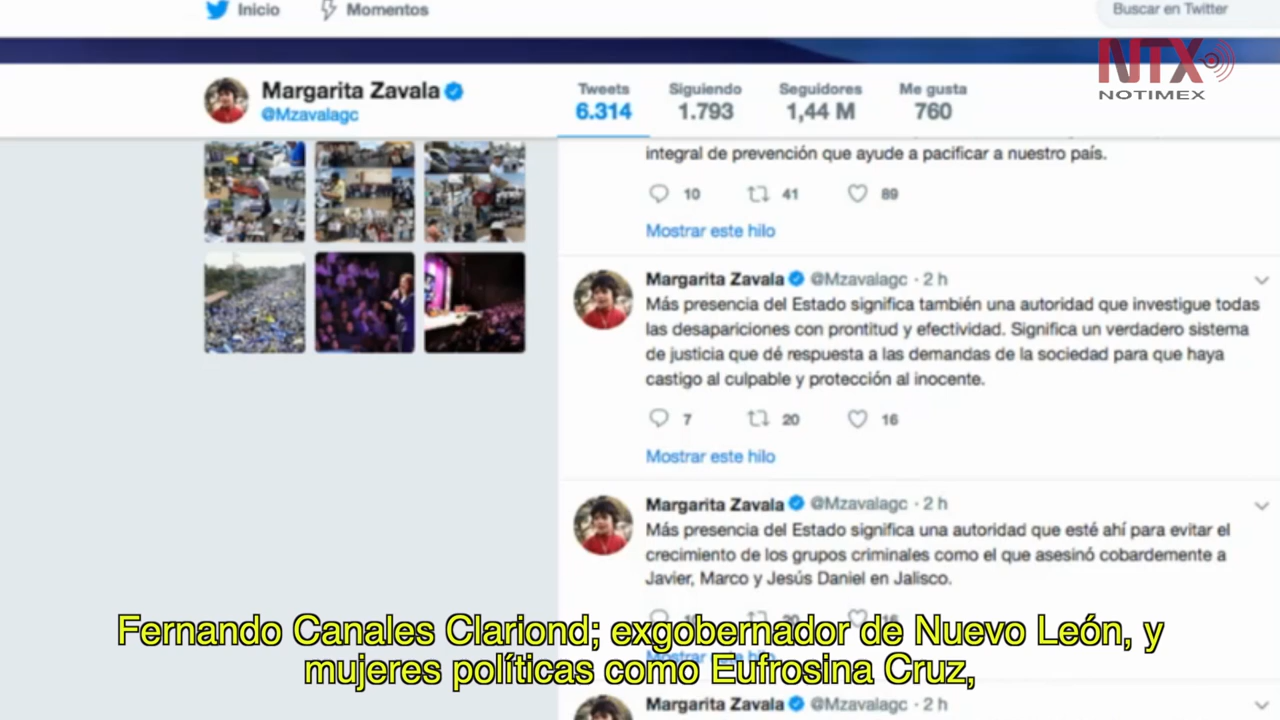 Inicio
Momentos
Buscar en Twitter
NTX
NOTIMEX
Margarita Zavala
@Mzavalagc
Tweets
6.314
Siguiendo
1.793
Seguidores
1,44 M
Me gusta
760
integral de prevención que ayude a pacificar a nuestro país.
10 41 89
Mostrar este hilo
Margarita Zavala @Mzavalagc · 2 h
Más presencia del Estado significa también una autoridad que investigue todas
las desapariciones con prontitud y efectividad. Significa un verdadero sistema
de justicia que dé respuesta a las demandas de la sociedad para que haya
castigo al culpable y protección al inocente.
7 20 16
Mostrar este hilo
Margarita Zavala @Mzavalagc · 2 h
Más presencia del Estado significa una autoridad que esté ahí para evitar el
crecimiento de los grupos criminales como el que asesinó cobardemente a
Javier, Marco y Jesús Daniel en Jalisco.
Fernando Canales Clariond; exgobernador de Nuevo León, y
mujeres políticas como Eufrosina Cruz,
Mostrar este hilo
Margarita Zavala @Mzavalagc · 2 h